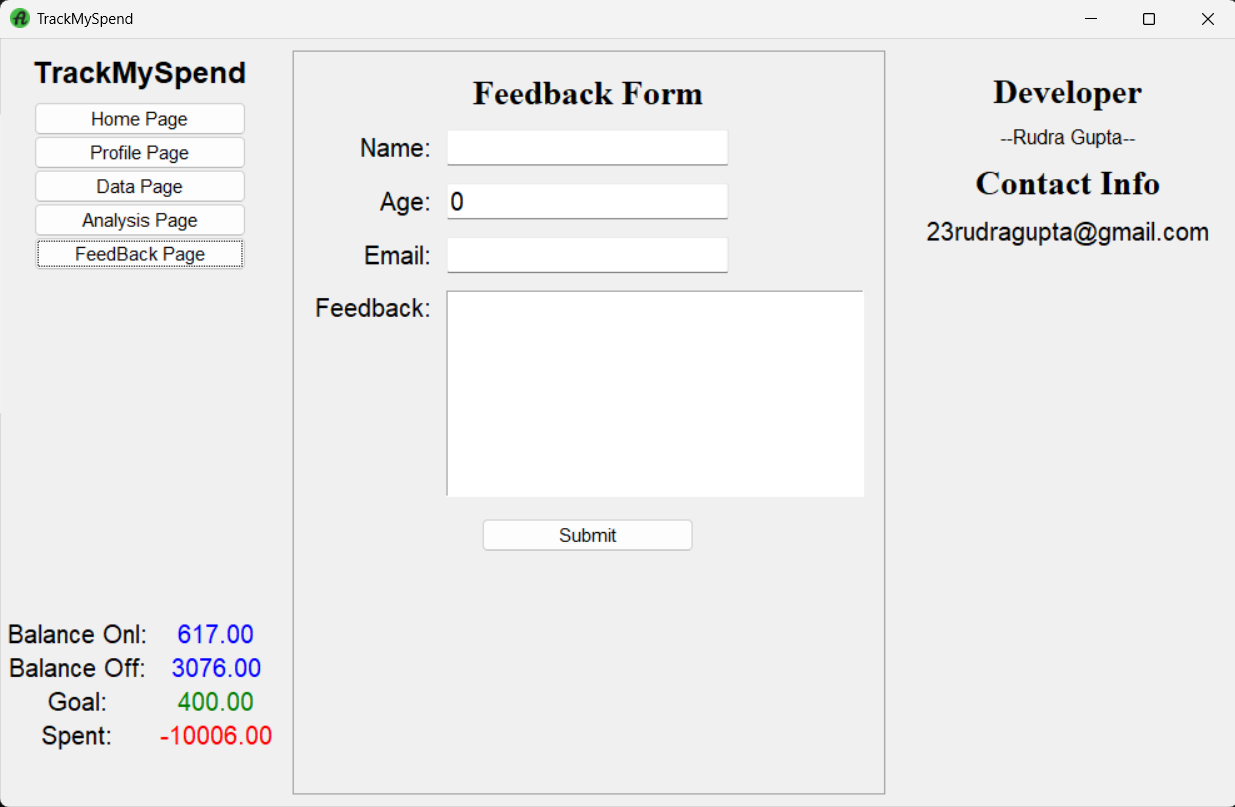 TrackMySpend
TrackMySpend
Home Page
Profile Page
Data Page
Analysis Page
FeedBack Page
Balance Onl: 617.00
Balance Off: 3076.00
Goal: 400.00
Spent: -10006.00
Feedback Form
Name:
Age: 0
Email:
Feedback:
Submit
Developer
--Rudra Gupta--
Contact Info
23rudragupta@gmail.com